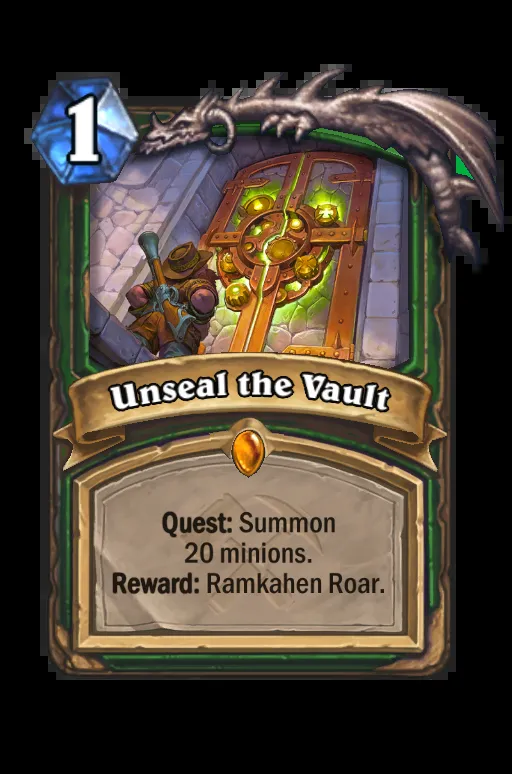 1
Unseal the Vault
Quest: Summon
20 minions.
Reward: Ramkahen Roar.